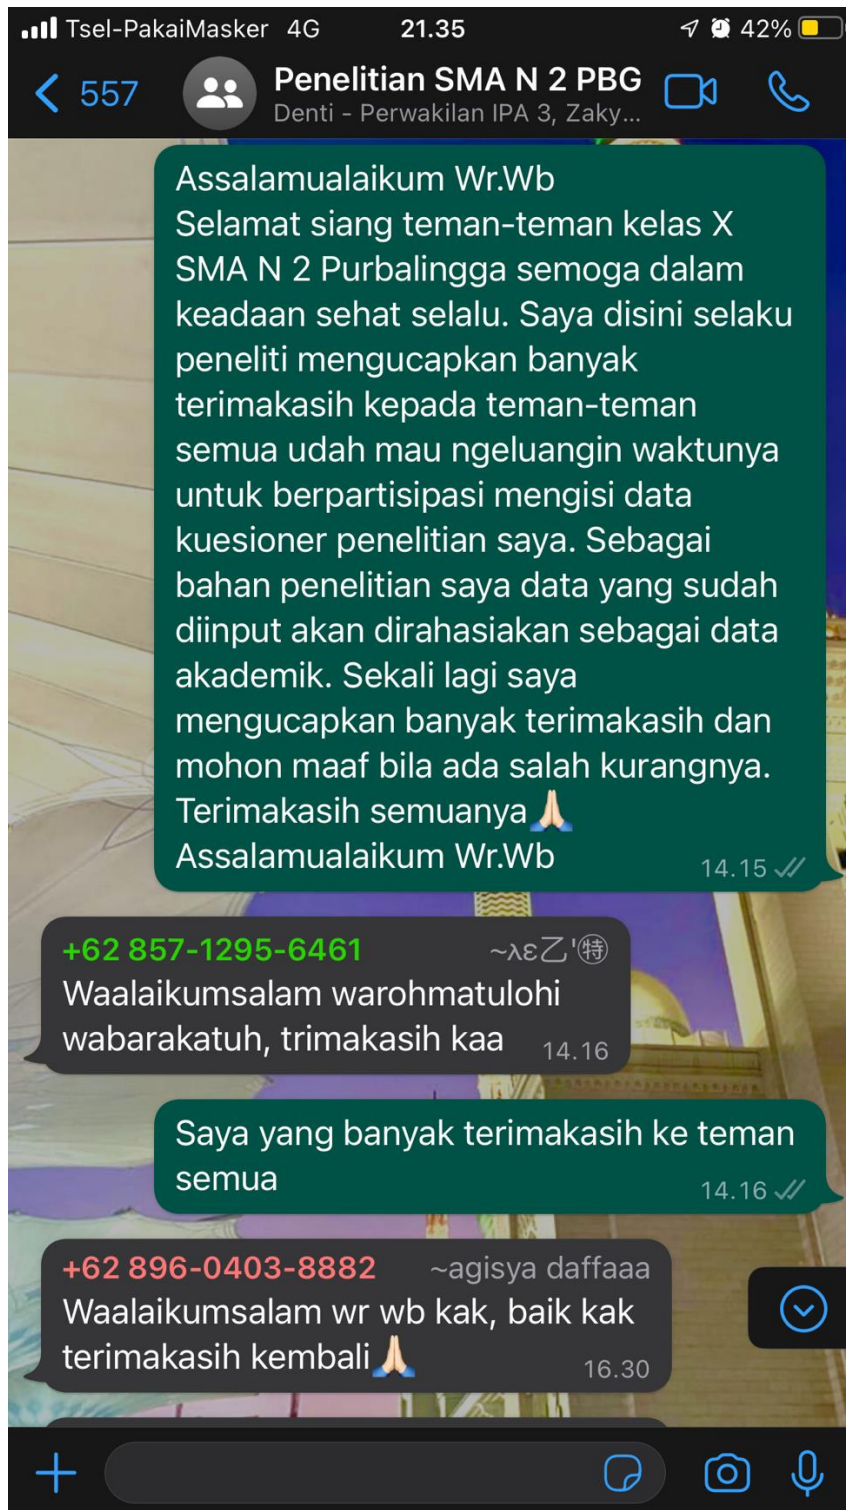 Tsel-PakaiMasker 4G 21.35 42%
557 Penelitian SMA N 2 PBG
Denti - Perwakilan IPA 3, Zaky...
Assalamualaikum Wr.Wb
Selamat siang teman-teman kelas X
SMA N 2 Purbalingga semoga dalam
keadaan sehat selalu. Saya disini selaku
peneliti mengucapkan banyak
terimakasih kepada teman-teman
semua udah mau ngeluangin waktunya
untuk berpartisipasi mengisi data
kuesioner penelitian saya. Sebagai
bahan penelitian saya data yang sudah
diinput akan dirahasiakan sebagai data
akademik. Sekali lagi saya
mengucapkan banyak terimakasih dan
mohon maaf bila ada salah kurangnya.
Terimakasih semuanya🙏🏻
Assalamualaikum Wr.Wb 14.15
+62 857-1295-6461 ~λε乙'㊕
Waalaikumsalam warohmatulohi
wabarakatuh, trimakasih kaa 14.16
Saya yang banyak terimakasih ke teman
semua 14.16
+62 896-0403-8882 ~agisya daffaaa
Waalaikumsalam wr wb kak, baik kak
terimakasih kembali🙏🏻 16.30